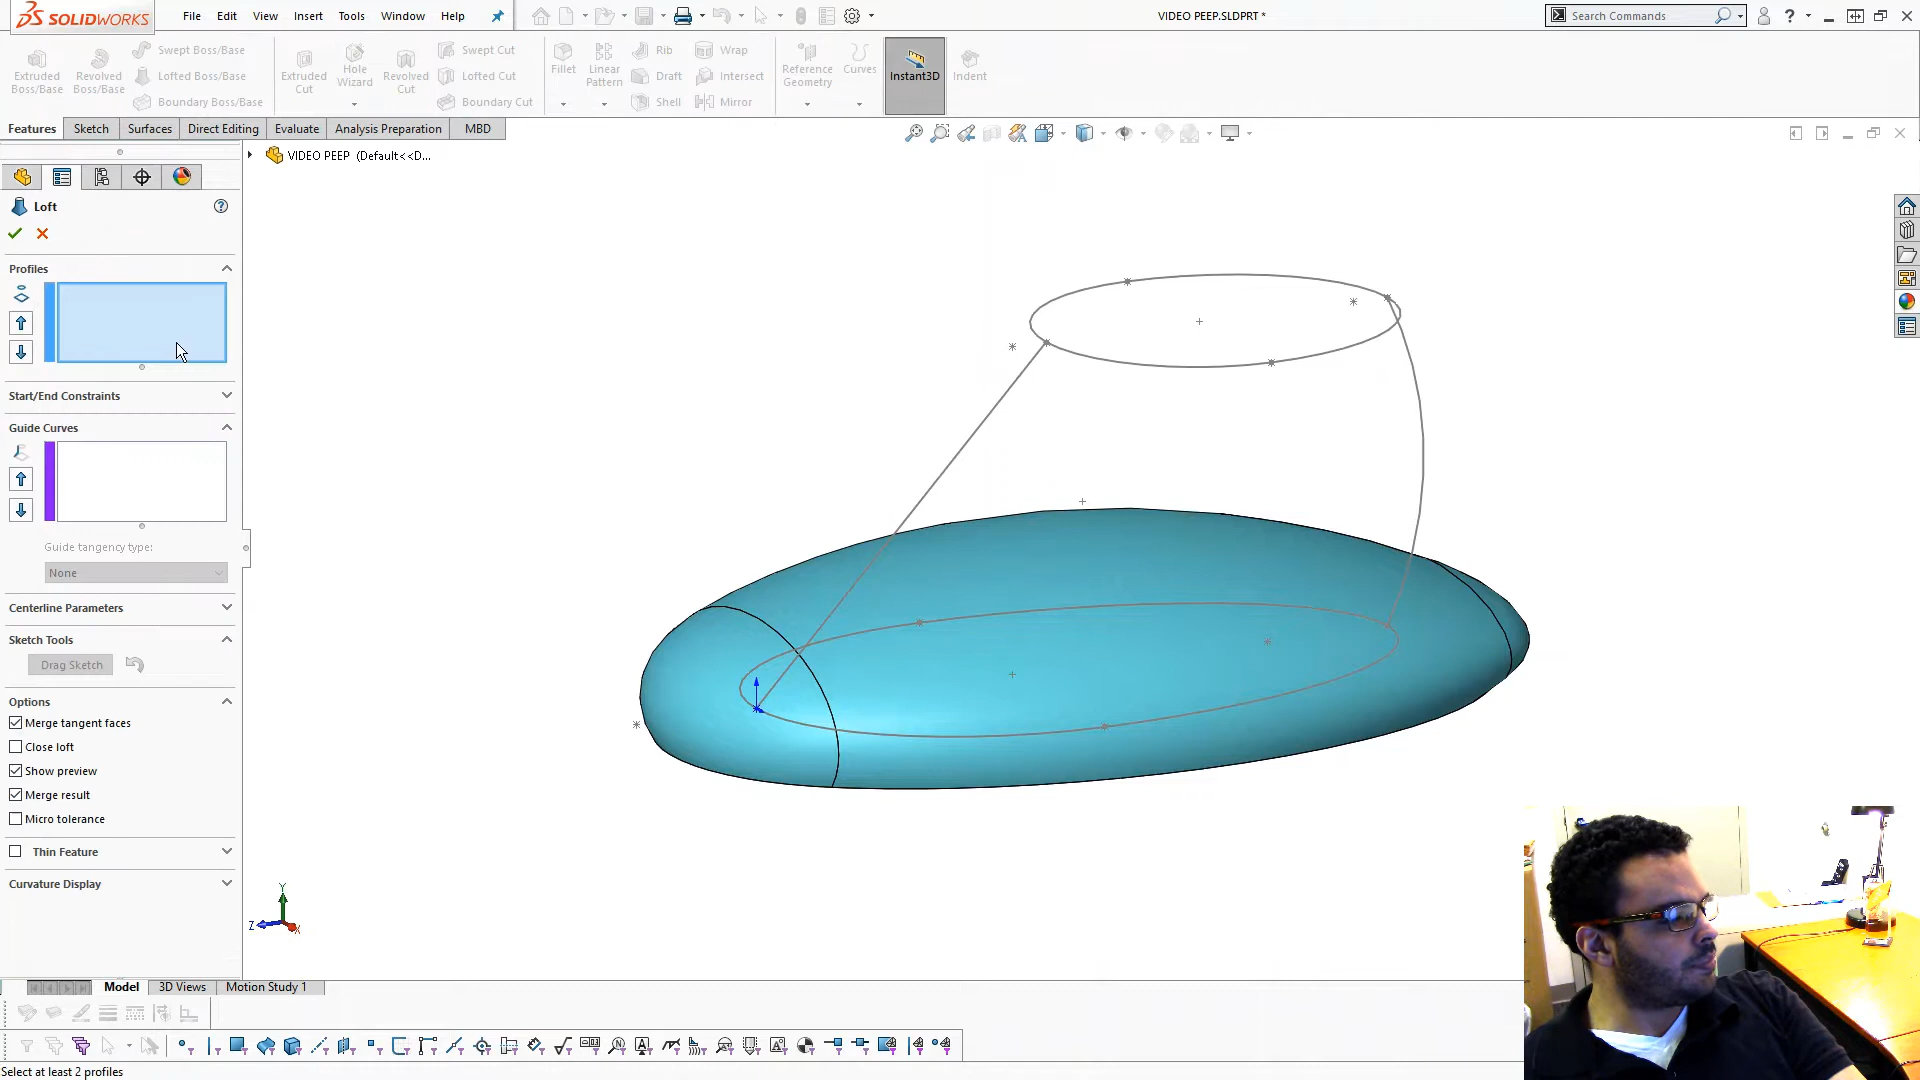 SOLIDWORKS
File Edit View Insert Tools Window Help
VIDEO PEEP.SLDPRT *
Search Commands
Extruded Boss/Base
Revolved Boss/Base
Swept Boss/Base
Lofted Boss/Base
Boundary Boss/Base
Extruded Cut
Hole Wizard
Revolved Cut
Swept Cut
Lofted Cut
Boundary Cut
Fillet
Linear Pattern
Rib
Draft
Shell
Wrap
Intersect
Mirror
Reference Geometry
Curves
Instant3D
Indent
Features Sketch Surfaces Direct Editing Evaluate Analysis Preparation MBD
VIDEO PEEP (Default<<D...
Loft
Profiles
Start/End Constraints
Guide Curves
Guide tangency type:
None
Centerline Parameters
Sketch Tools
Drag Sketch
Options
Merge tangent faces
Close loft
Show preview
Merge result
Micro tolerance
Thin Feature
Curvature Display
Y
Z
X
Model 3D Views Motion Study 1
Select at least 2 profiles